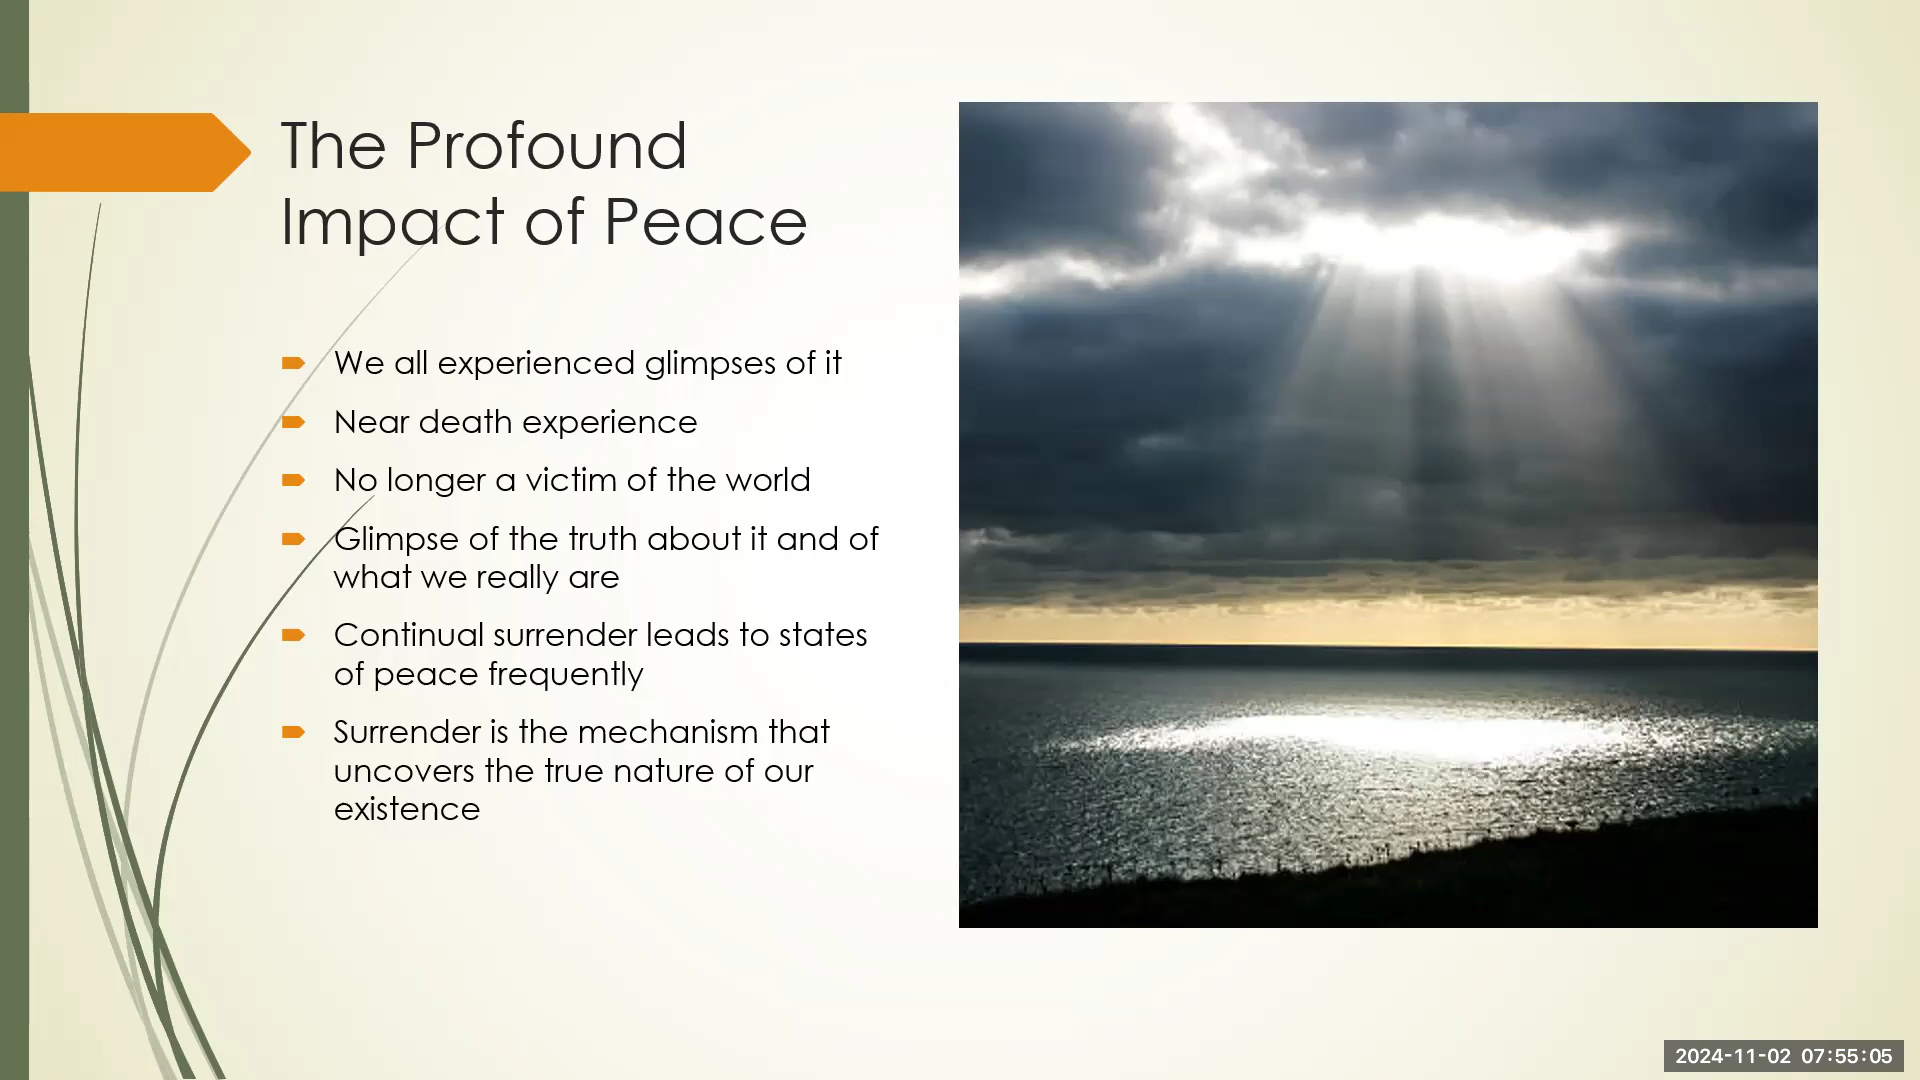 The Profound
Impact of Peace
We all experienced glimpses of it
Near death experience
No longer a victim of the world
Glimpse of the truth about it and of
what we really are
Continual surrender leads to states
of peace frequently
Surrender is the mechanism that
uncovers the true nature of our
existence
2024-11-02 07:55:05